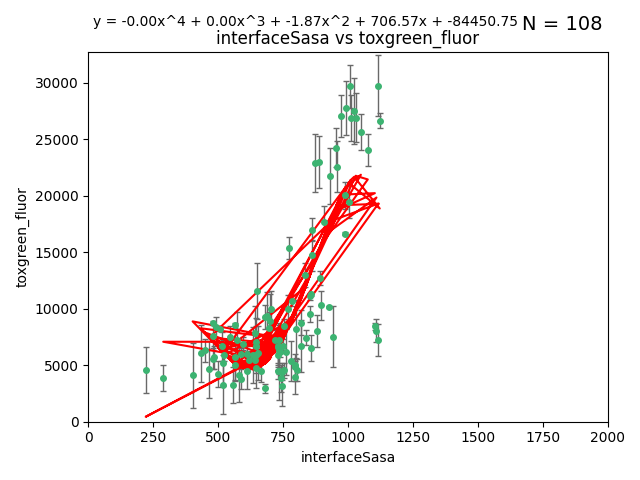 y = -0.00x^4 + 0.00x^3 + -1.87x^2 + 706.57x + -84450.75 N = 108
interfaceSasa vs toxgreen_fluor
30000
25000
20000
15000
10000
5000
0
toxgreen_fluor
0 250 500 750 1000 1250 1500 1750 2000
interfaceSasa